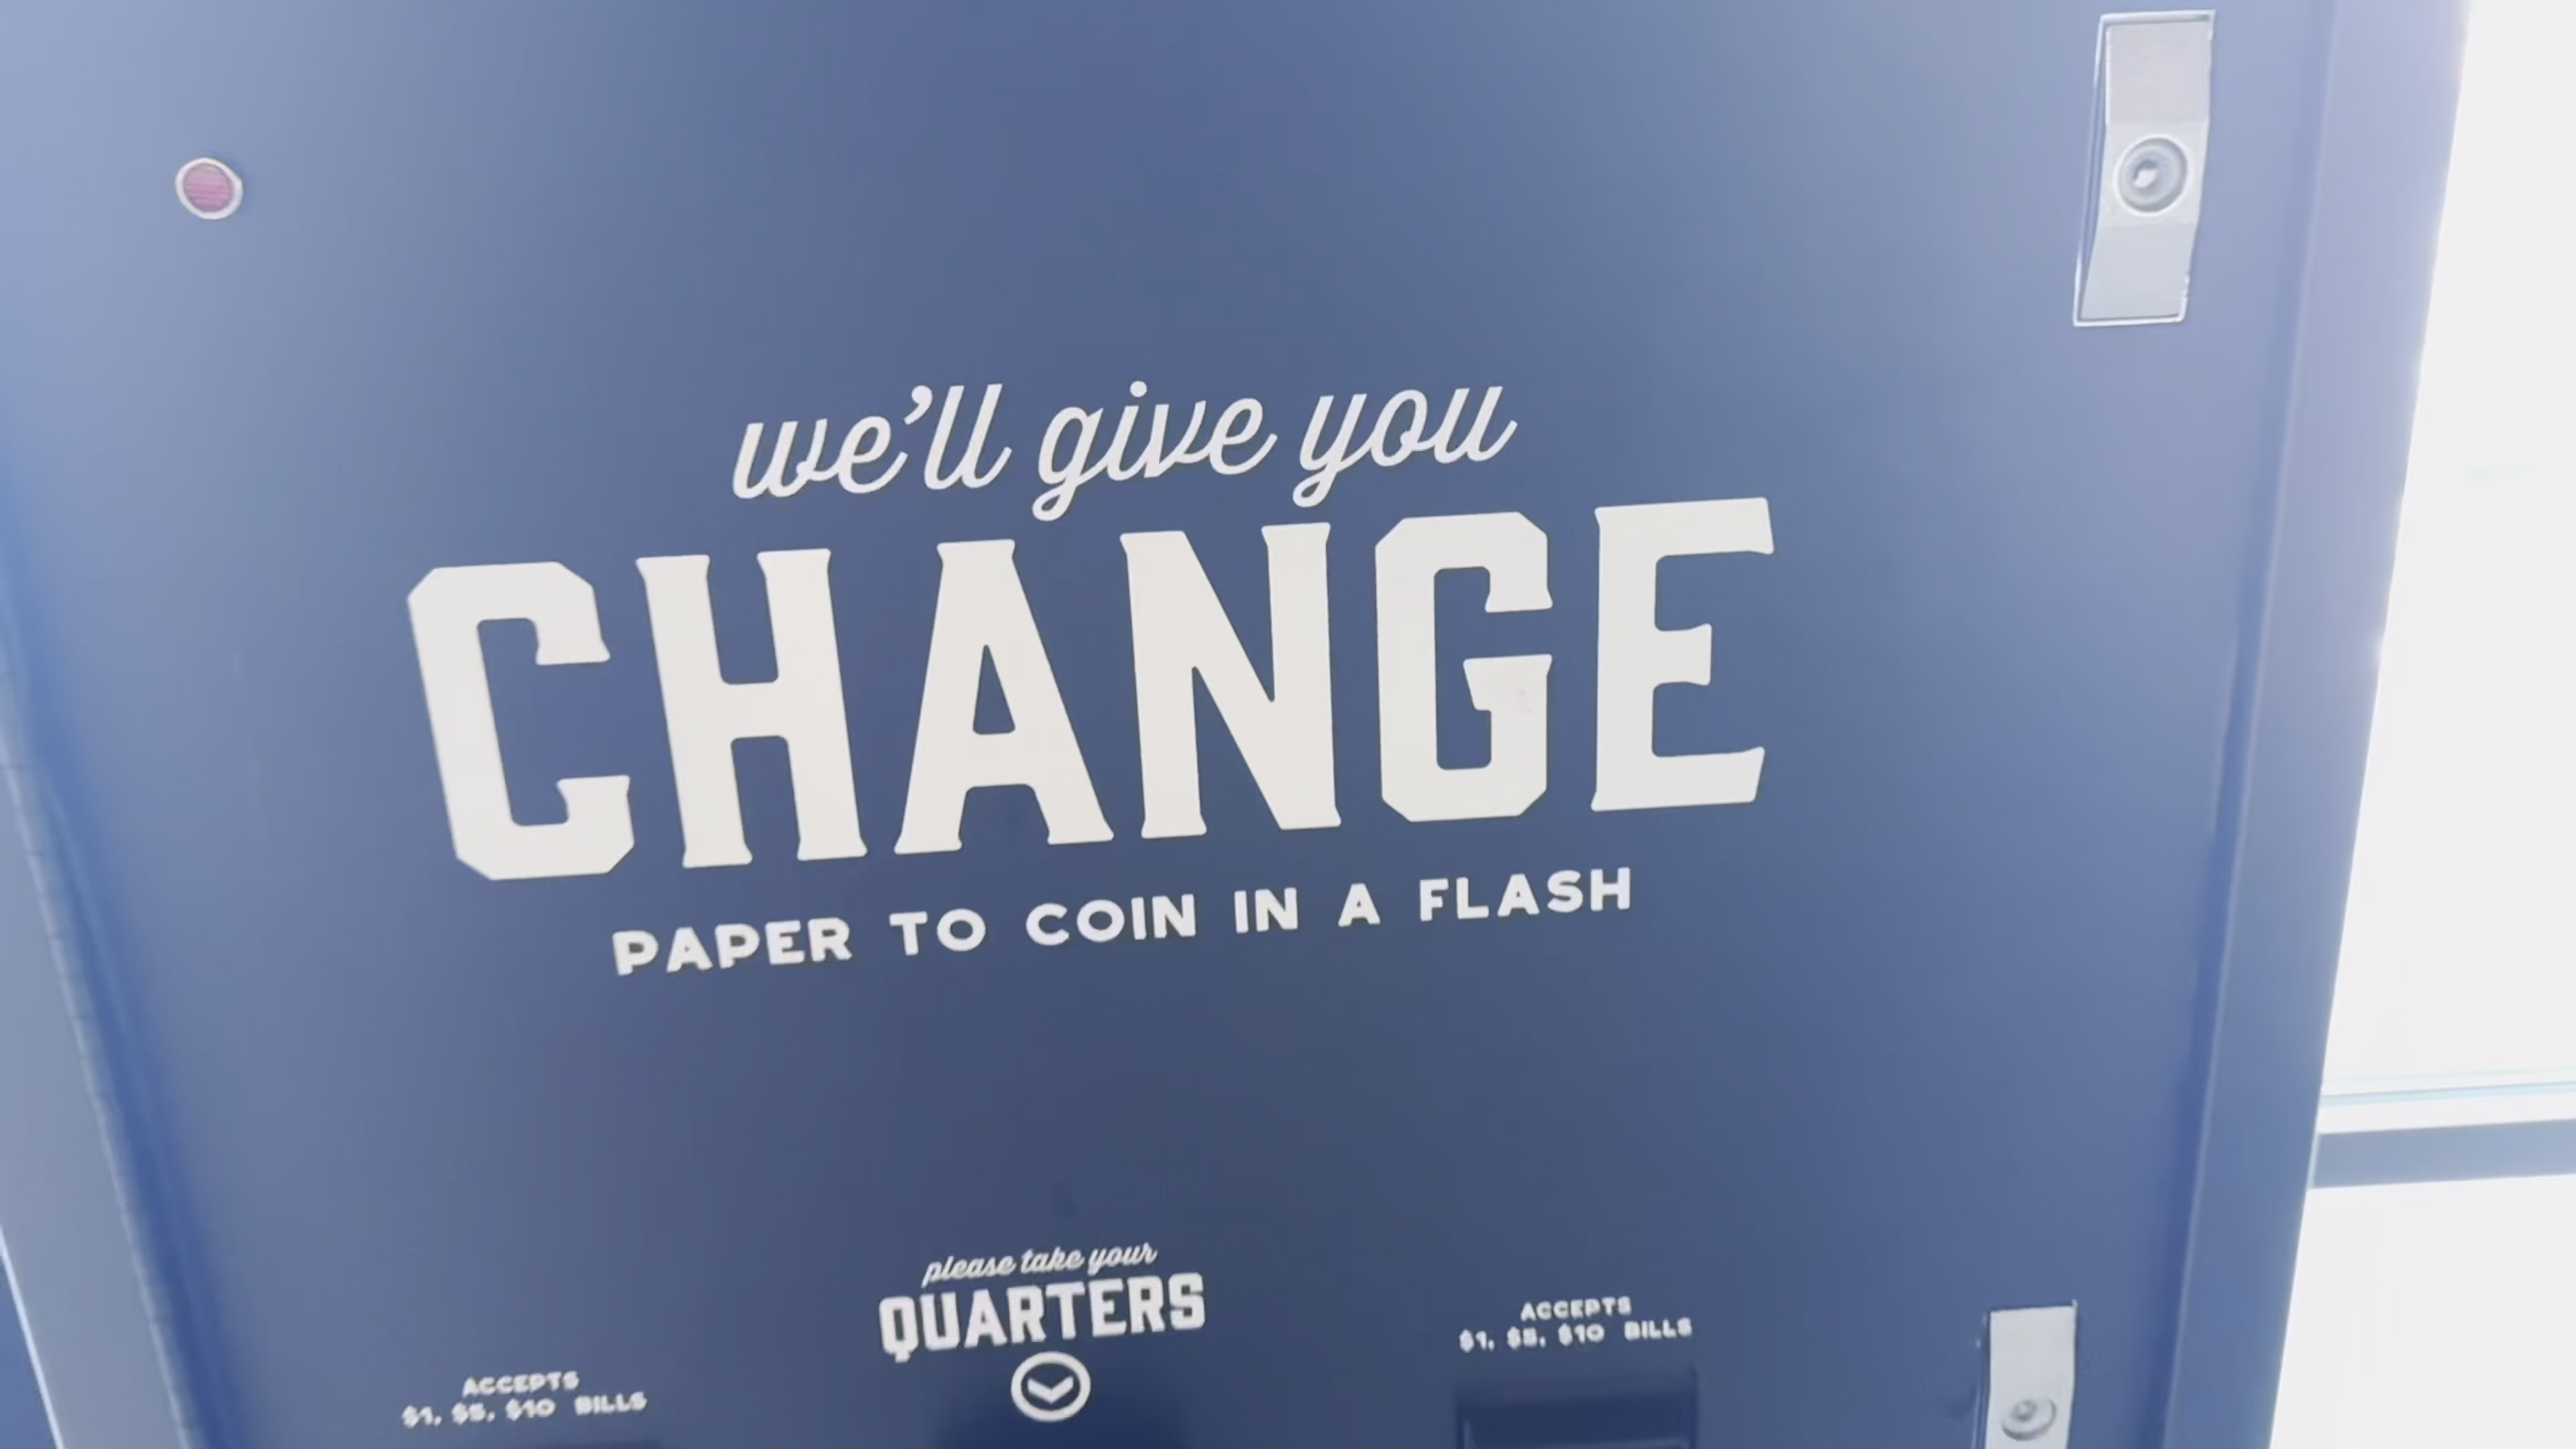 we'll give you
CHANGE
PAPER TO COIN IN A FLASH
please take your
QUARTERS
ACCEPTS
$1, $5, $10 BILLS
ACCEPTS
$1, $5, $10 BILLS